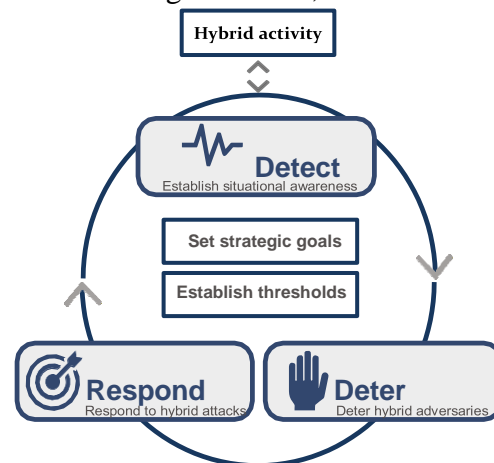 Hybrid activity
Detect
Establish situational awareness
Set strategic goals
Establish thresholds
Respond
Respond to hybrid attacks
Deter
Deter hybrid adversaries